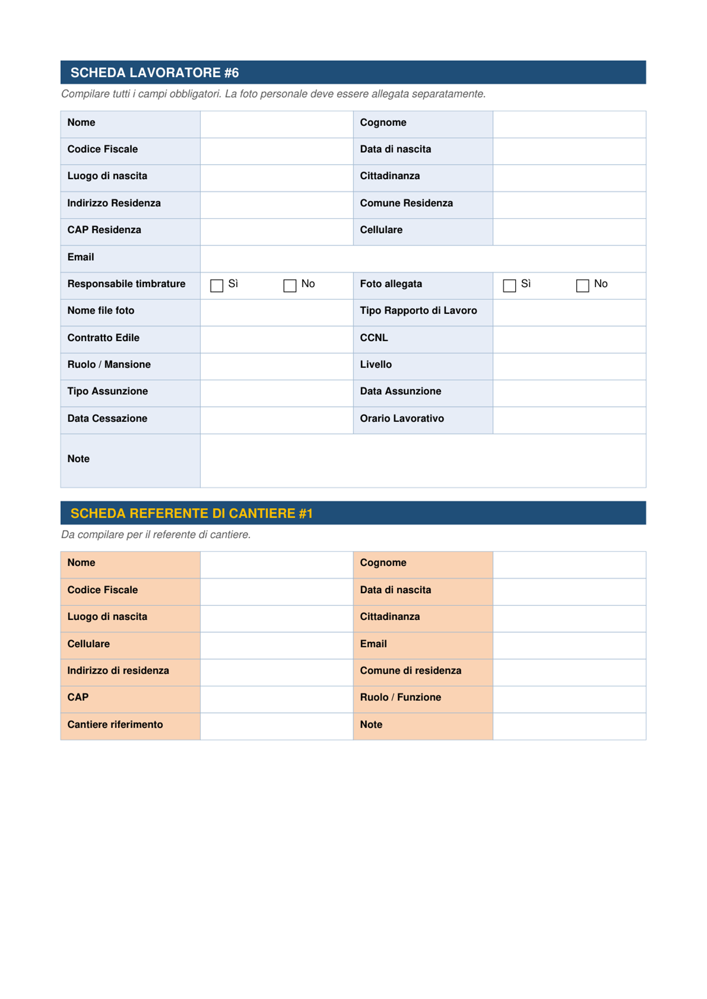 SCHEDA LAVORATORE #6
Compilare tutti i campi obbligatori. La foto personale deve essere allegata separatamente.
Nome Cognome
Codice Fiscale Data di nascita
Luogo di nascita Cittadinanza
Indirizzo Residenza Comune Residenza
CAP Residenza Cellulare
Email
Responsabile timbrature Sì No Foto allegata Sì No
Nome file foto Tipo Rapporto di Lavoro
Contratto Edile CCNL
Ruolo / Mansione Livello
Tipo Assunzione Data Assunzione
Data Cessazione Orario Lavorativo
Note
SCHEDA REFERENTE DI CANTIERE #1
Da compilare per il referente di cantiere.
Nome Cognome
Codice Fiscale Data di nascita
Luogo di nascita Cittadinanza
Cellulare Email
Indirizzo di residenza Comune di residenza
CAP Ruolo / Funzione
Cantiere riferimento Note